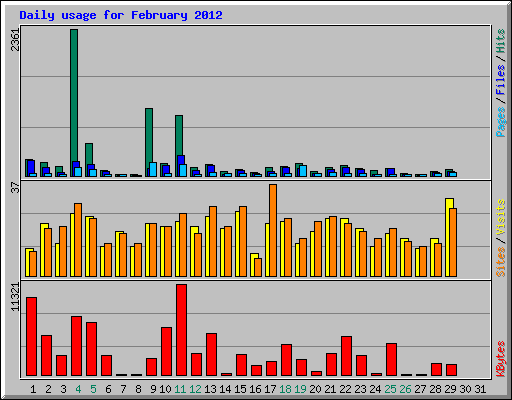 Daily usage for February 2012
2361
Pages / Files / Hits
37
Sites / Visits
11321
KBytes
1 2 3 4 5 6 7 8 9 10 11 12 13 14 15 16 17 18 19 20 21 22 23 24 25 26 27 28 29 30 31